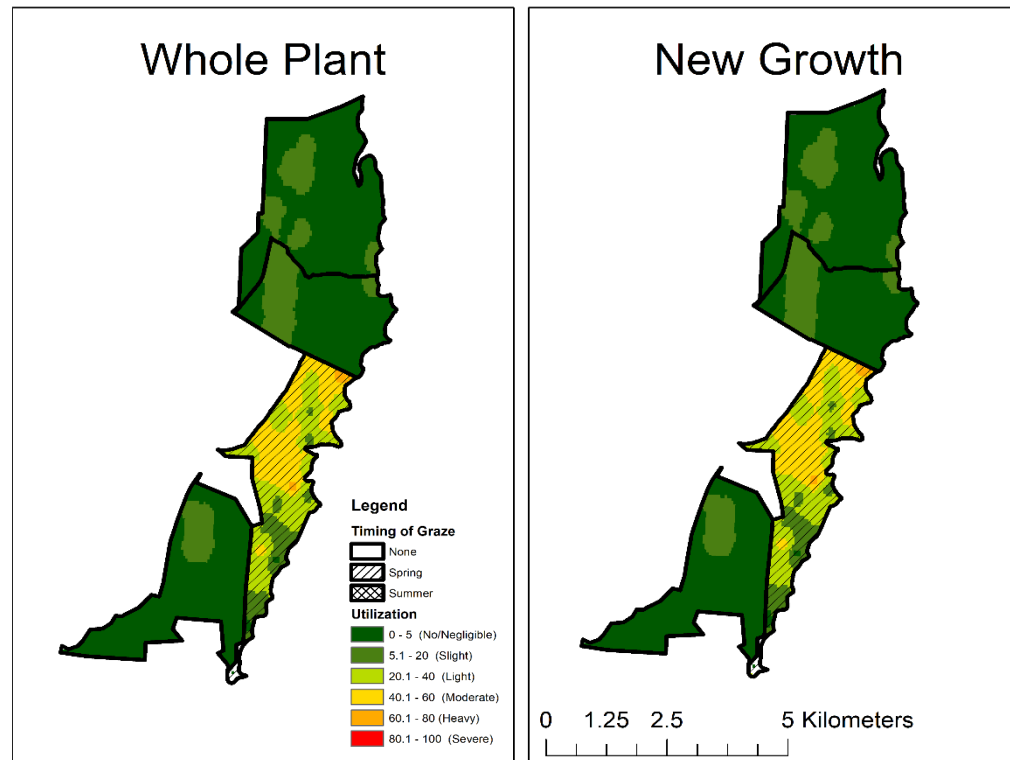 Whole Plant
Legend
Timing of Graze
None
Spring
Summer
Utilization
0 - 5 (No/Negligible)
5.1 - 20 (Slight)
20.1 - 40 (Light)
40.1 - 60 (Moderate)
60.1 - 80 (Heavy)
80.1 - 100 (Severe)
New Growth
0 1.25 2.5 5 Kilometers